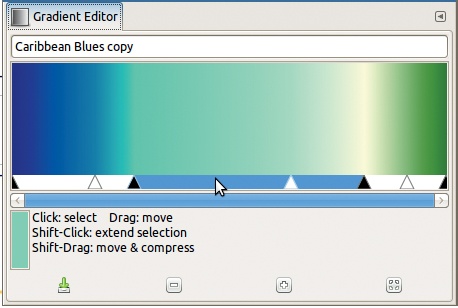 Gradient Editor
Caribbean Blues copy
Click: select    Drag: move
Shift-Click: extend selection
Shift-Drag: move & compress